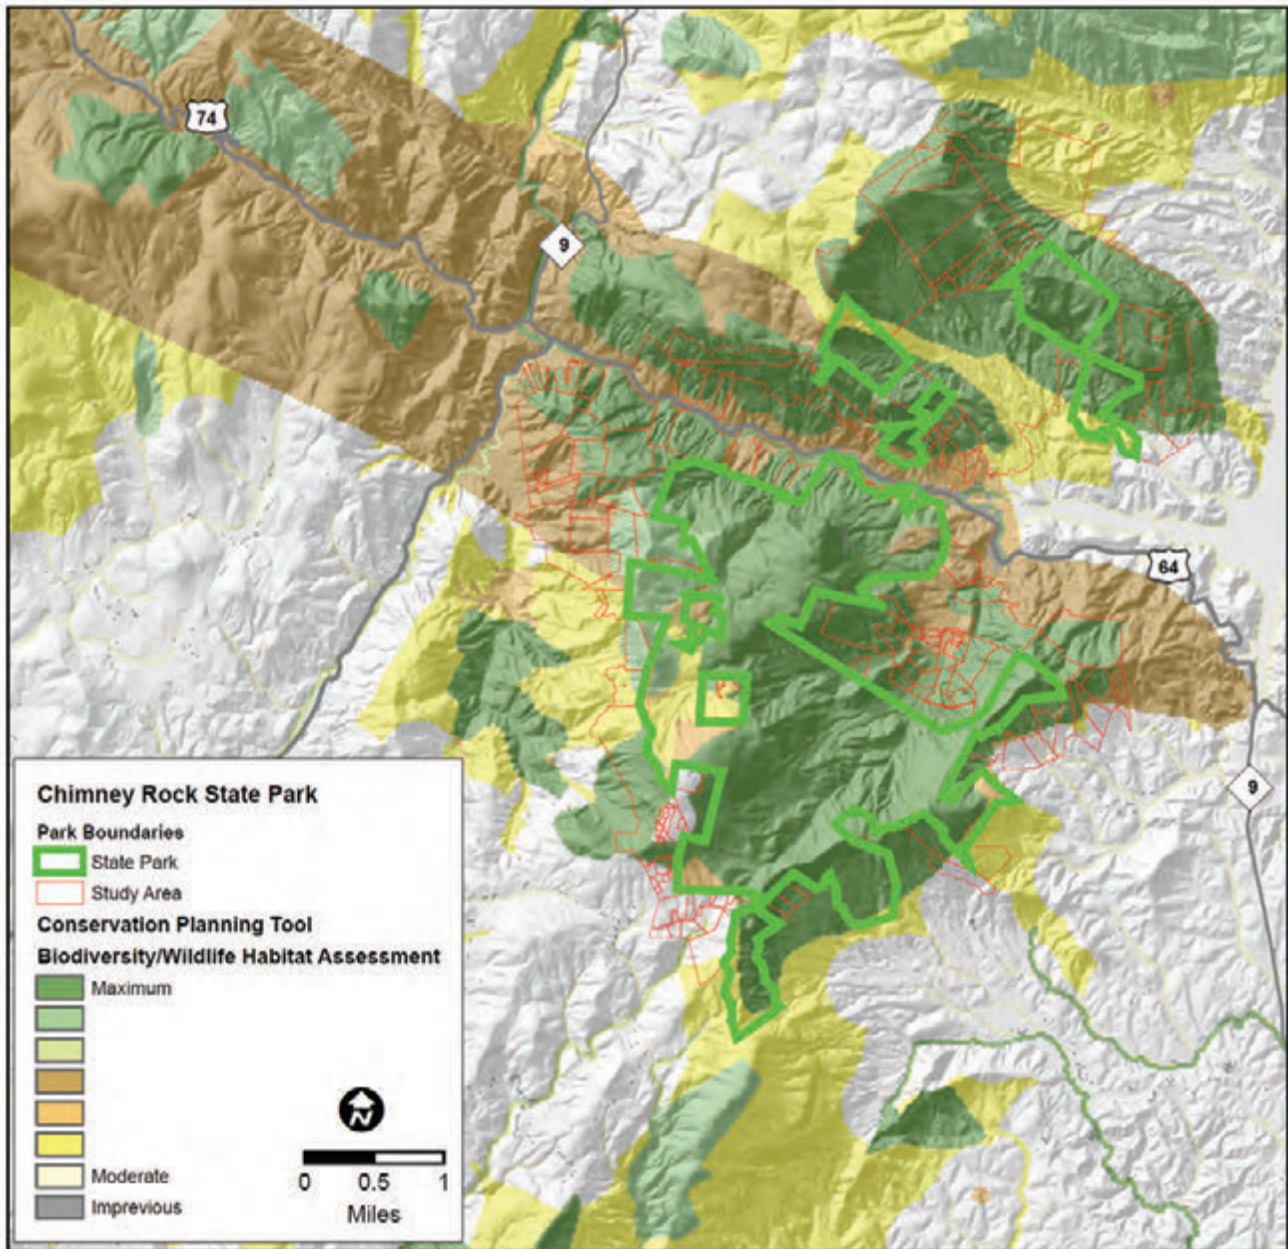 74
9
64
9
Chimney Rock State Park
Park Boundaries
State Park
Study Area
Conservation Planning Tool
Biodiversity/Wildlife Habitat Assessment
Maximum
Moderate
Imprevious
N
0 0.5 1
Miles